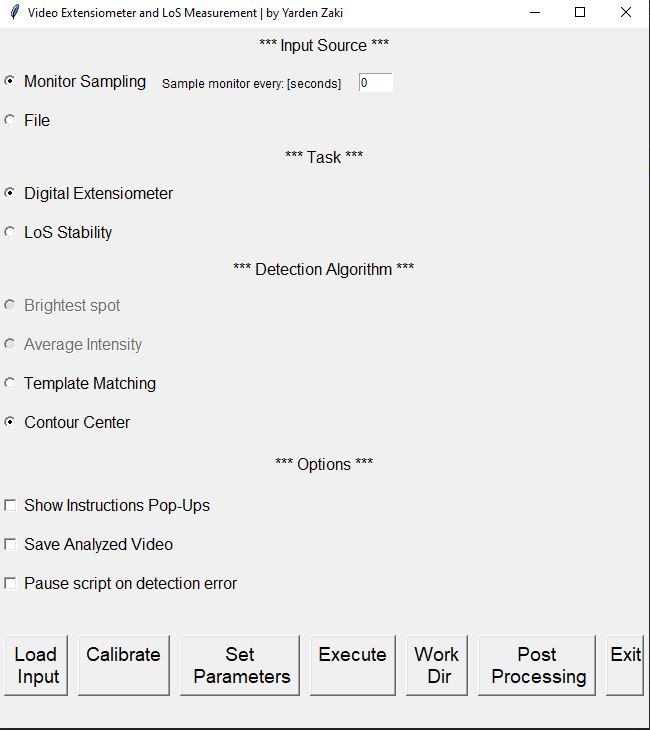 Video Extensiometer and LoS Measurement | by Yarden Zaki
*** Input Source ***
Monitor Sampling Sample monitor every: [seconds] 0
File
*** Task ***
Digital Extensiometer
LoS Stability
*** Detection Algorithm ***
Brightest spot
Average Intensity
Template Matching
Contour Center
*** Options ***
Show Instructions Pop-Ups
Save Analyzed Video
Pause script on detection error
Load
Input
Calibrate
Set
Parameters
Execute
Work
Dir
Post
Processing
Exit